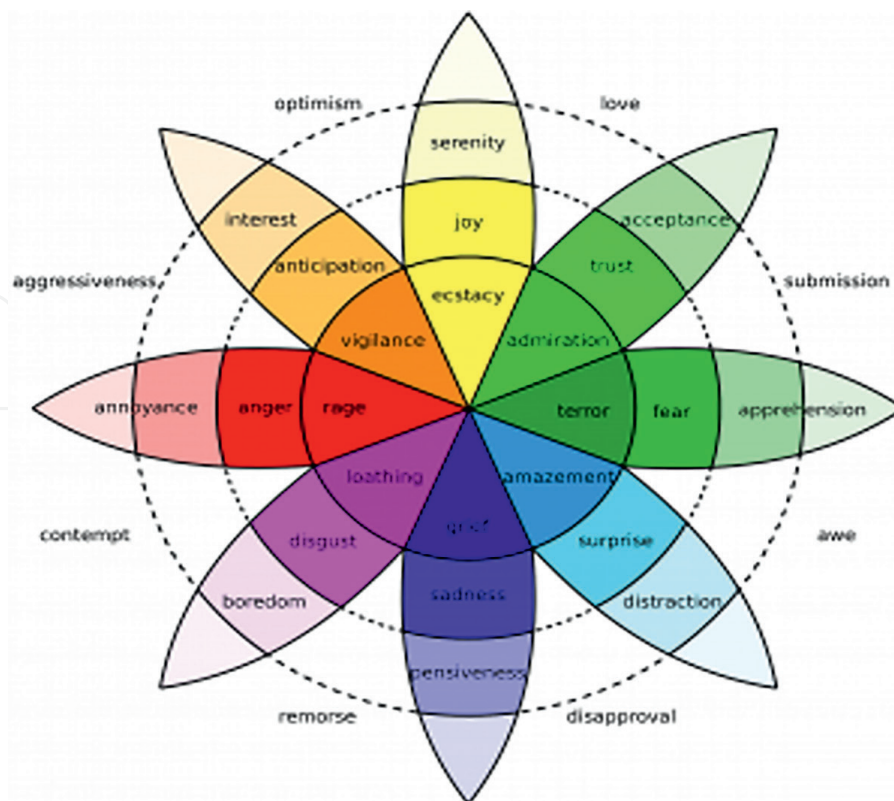 optimism
love
serenity
interest
joy
acceptance
anticipation
trust
aggressiveness
submission
ecstacy
vigilance
admiration
annoyance
anger
rage
terror
fear
apprehension
loathing
amazement
grief
contempt
disgust
surprise
awe
boredom
sadness
distraction
pensiveness
remorse
disapproval